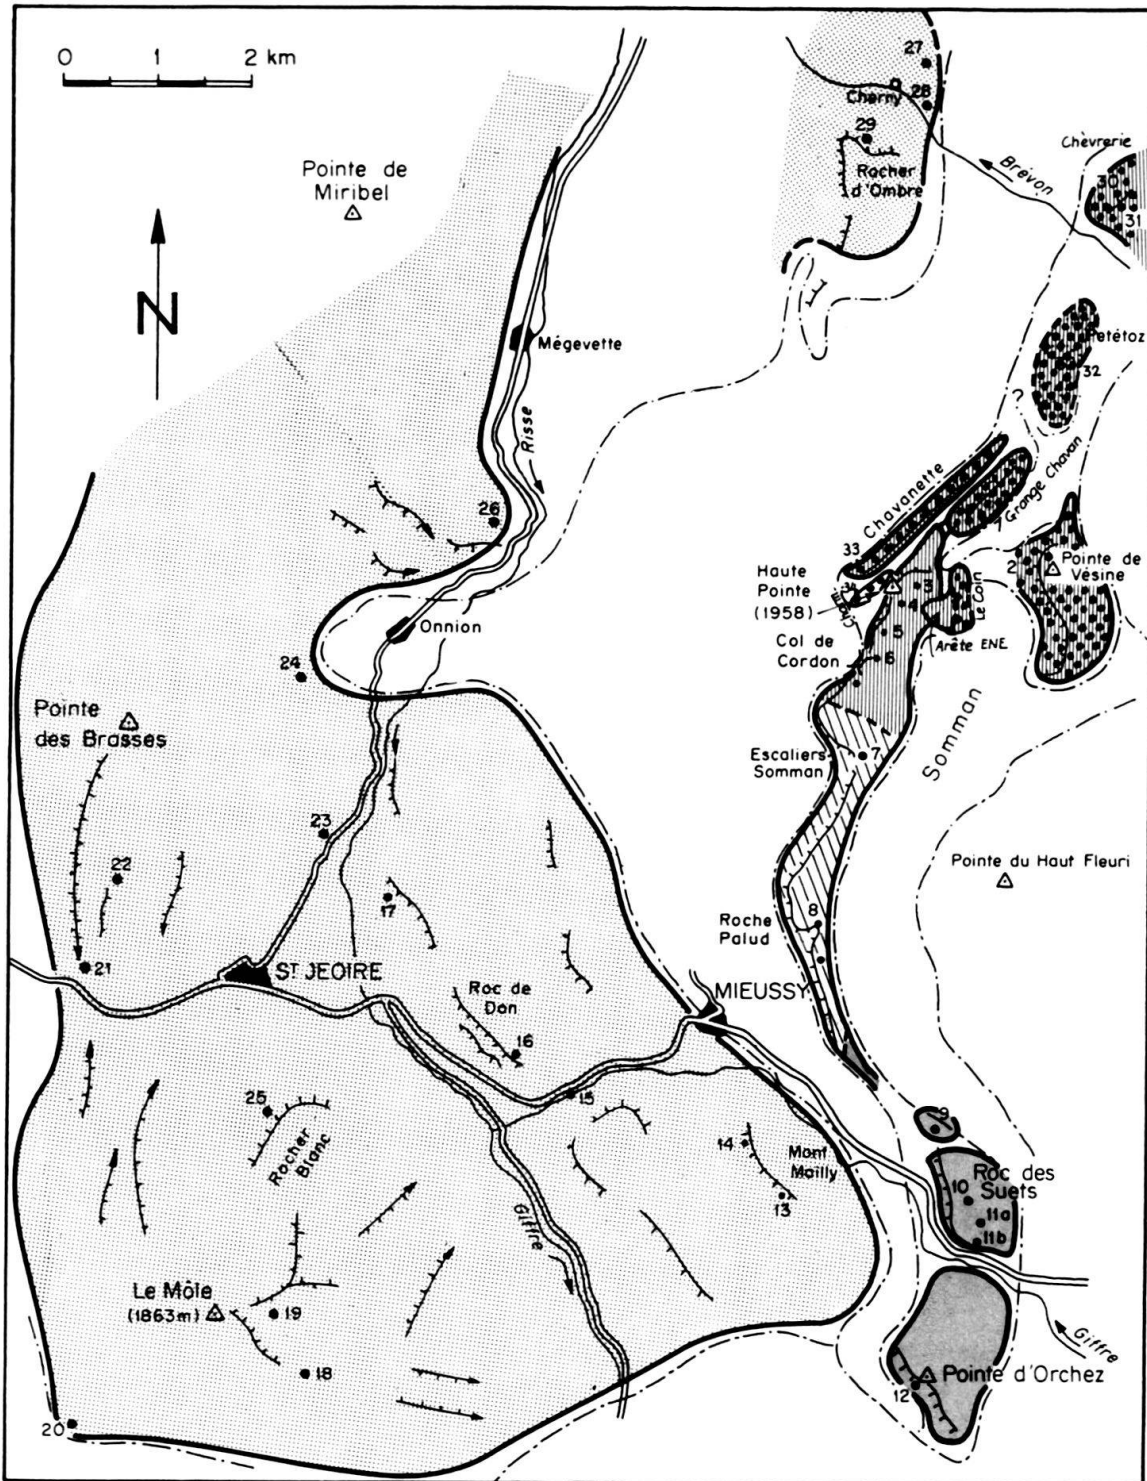 0 1 2 km
27
Cherny
28
29
Rocher
d'Ombre
Brévon
Chèvrerie
30
31
Pointe de
Miribel
N
Mégevette
Risse
Petétoz
32
?
Chavanette
Grange Chavan
1
33
34
Haute
Pointe
(1958)
2
Pointe de
Vésine
3
4
Le Coin
5
Arête ENE
Col de
Cordon
6
26
Onnion
24
Pointe
des Brasses
Escaliers
Somman
7
Somman
23
22
Pointe du Haut Fleuri
17
8
Roche
Palud
21
ST JEOIRE
MIEUSSY
Roc de
Don
16
15
25
Rocher
Blanc
14
Mont
Mailly
13
9
Roc des
Suets
10
11a
11b
Giffre
Le Môle
(1863m)
19
18
Giffre
Pointe d'Orchez
12
20